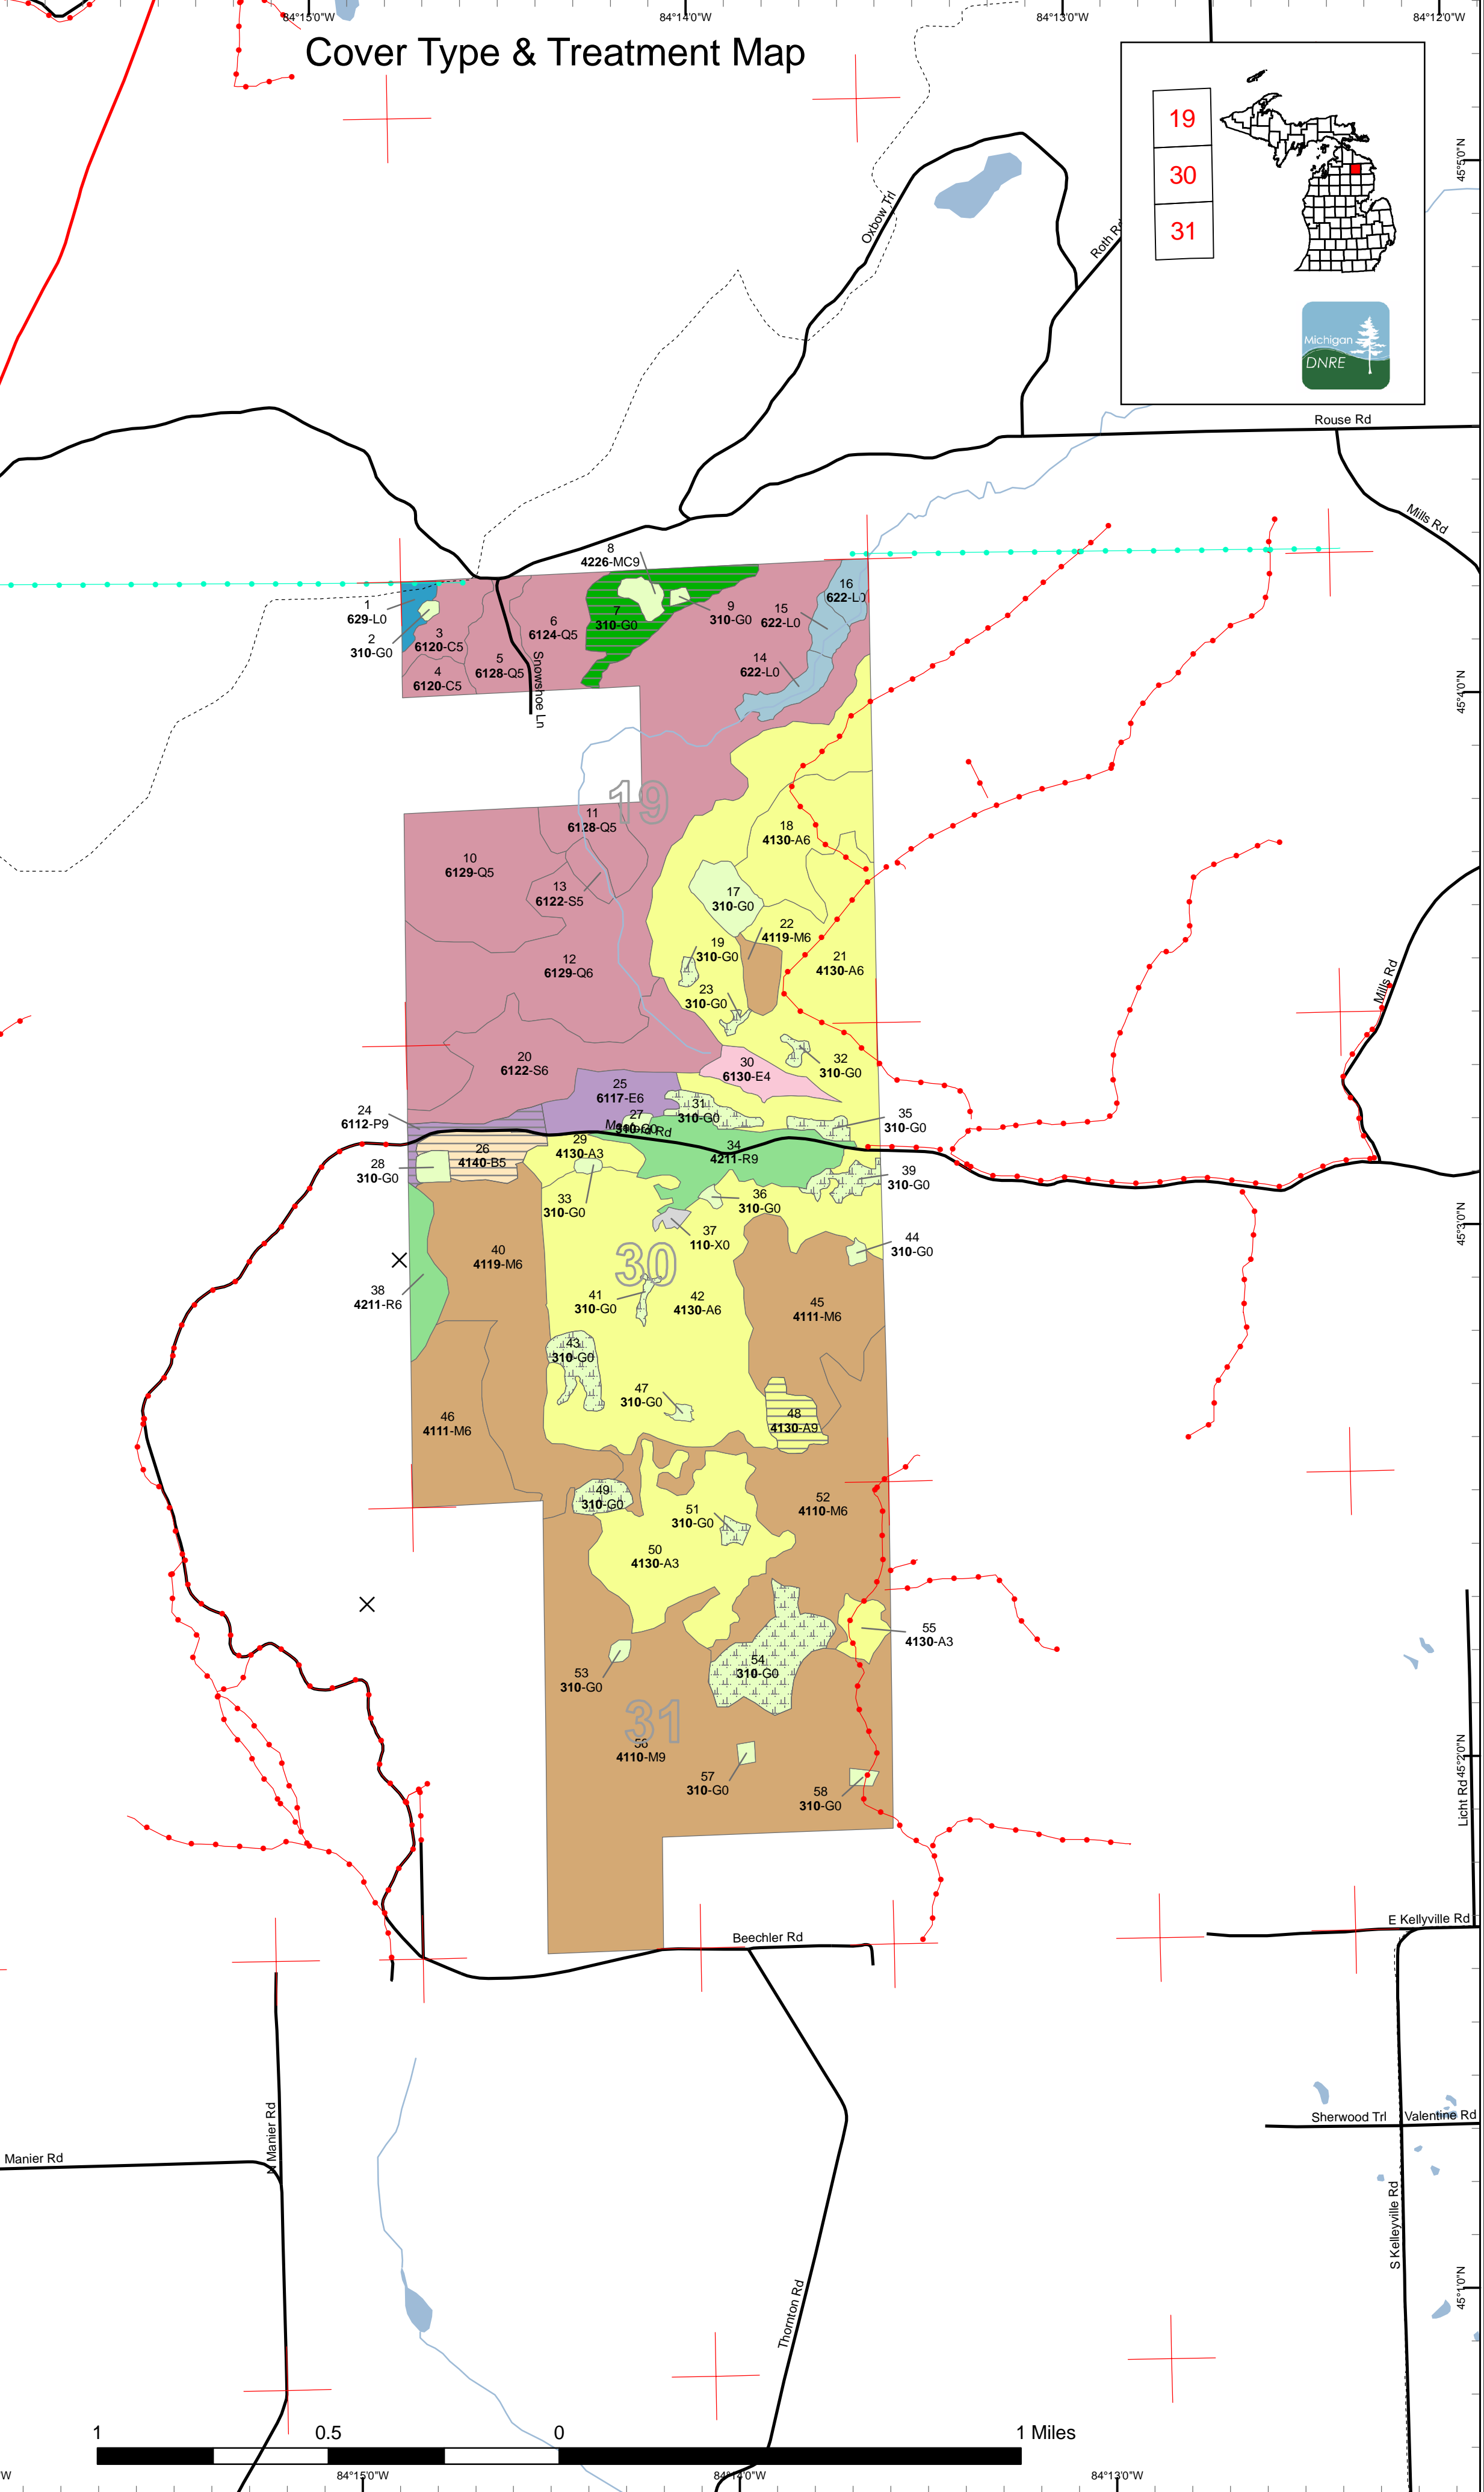 84°15'0"W
84°14'0"W
84°13'0"W
84°12'0"W
Cover Type & Treatment Map
19
30
31
Michigan
DNRE
45°5'0"N
Oxbow Trl
Roth Rd
Rouse Rd
Mills Rd
8
4226-MC9
1
629-L0
2
310-G0
3
6120-C5
4
6120-C5
5
6128-Q5
6
6124-Q5
7
310-G0
9
310-G0
15
622-L0
16
622-L0
14
622-L0
Snowshoe Ln
45°4'0"N
19
11
6128-Q5
18
4130-A6
10
6129-Q5
13
6122-S5
17
310-G0
22
4119-M6
19
310-G0
12
6129-Q6
21
4130-A6
23
310-G0
Mills Rd
20
6122-S6
30
6130-E4
32
310-G0
25
6117-E6
24
6112-P9
31
310-G0
27
310-G0
35
310-G0
26
4140-B5
29
4130-A3
34
4211-R9
28
310-G0
39
310-G0
33
310-G0
36
310-G0
37
110-X0
44
310-G0
45°3'0"N
30
40
4119-M6
38
4211-R6
41
310-G0
42
4130-A6
45
4111-M6
43
310-G0
47
310-G0
46
4111-M6
48
4130-A9
49
310-G0
51
310-G0
52
4110-M6
50
4130-A3
55
4130-A3
53
310-G0
54
310-G0
31
56
4110-M9
57
310-G0
58
310-G0
45°2'0"N
Licht Rd
E Kellyville Rd
Beechler Rd
Sherwood Trl
Valentine Rd
N Manier Rd
Manier Rd
S Kelleyville Rd
45°1'0"N
Thornton Rd
1
0.5
0
1 Miles
W
84°15'0"W
84°14'0"W
84°13'0"W